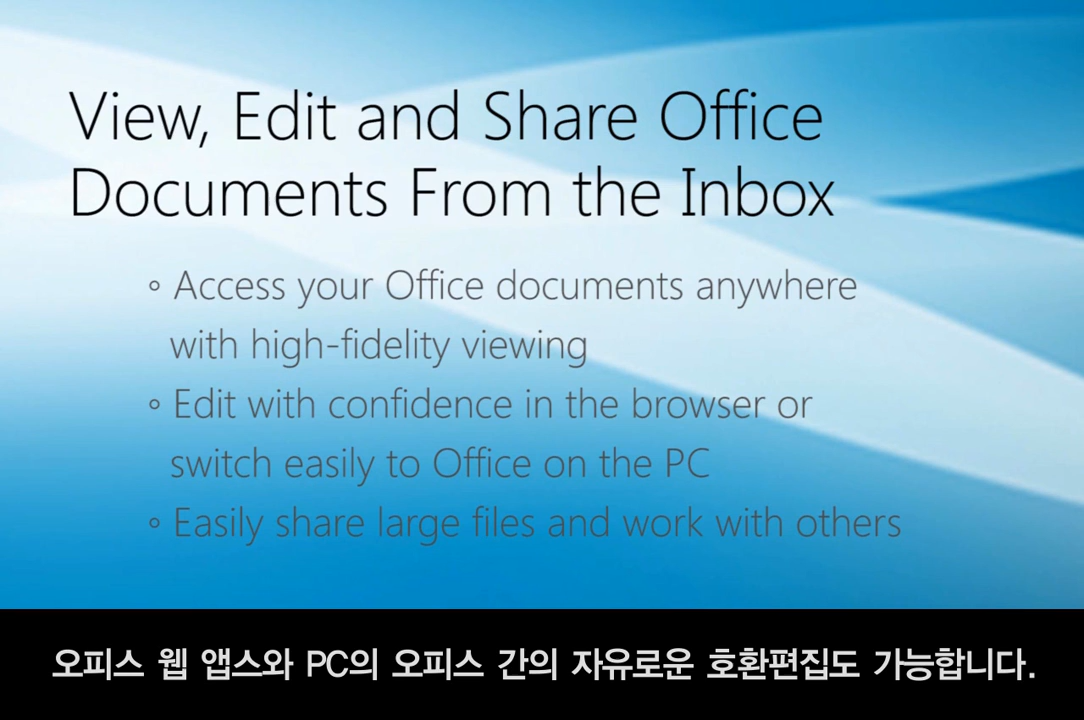 View, Edit and Share Office
Documents From the Inbox
◦ Access your Office documents anywhere
with high-fidelity viewing
◦ Edit with confidence in the browser or
switch easily to Office on the PC
◦ Easily share large files and work with others
오피스 웹 앱스와 PC의 오피스 간의 자유로운 호환편집도 가능합니다.